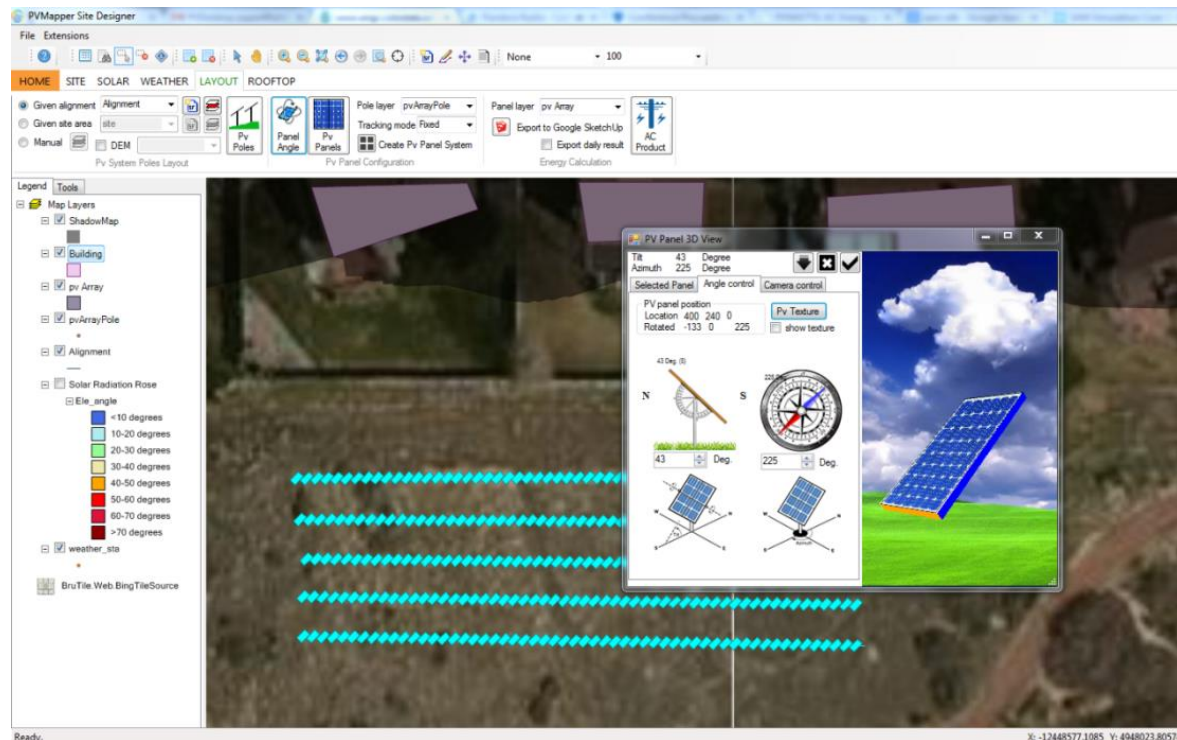 PVMapper Site Designer
File Extensions
None 100
HOME SITE SOLAR WEATHER LAYOUT ROOFTOP
Given alignment Alignment
Given site area site
Manual DEM
Pv Poles
Pv System Poles Layout
Panel Angle
Pv Panels
Pole layer pvArrayPole
Tracking mode Fixed
Create Pv Panel System
Pv Panel Configuration
Panel layer pv Array
Export to Google SketchUp
Export daily result
AC Product
Energy Calculation
Legend Tools
Map Layers
ShadowMap
Building
pv Array
pvArrayPole
Alignment
Solar Radiation Rose
Ele_angle
<10 degrees
10-20 degrees
20-30 degrees
30-40 degrees
40-50 degrees
50-60 degrees
60-70 degrees
>70 degrees
weather_sta
BruTile.Web.BingTileSource
PV Panel 3D View
Tilt 43 Degree
Azimuth 225 Degree
Selected Panel Angle control Camera control
PV panel position
Location 400 240 0
Rotated -133 0 225
Pv Texture
show texture
43 Deg. (S)
N S
43 Deg.
225 Deg.
Ready.
X: -12448577.1085 Y: 4948023.8057